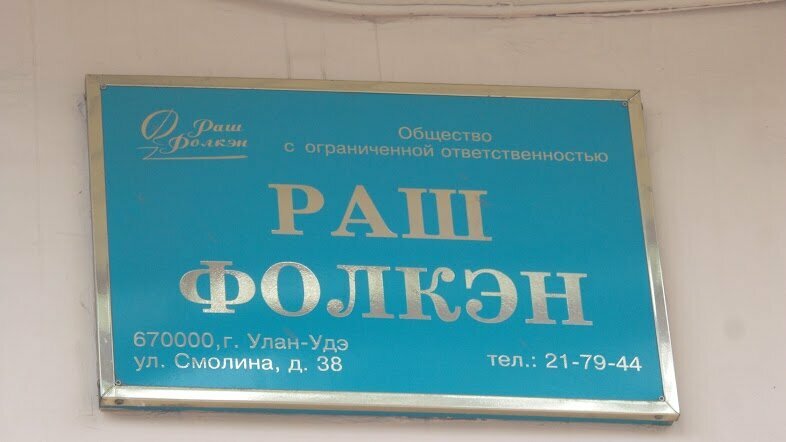 Раш
Фолкэн
Общество
с ограниченной ответственностью
РАШ
ФОЛКЭН
670000,г. Улан-Удэ
ул. Смолина, д. 38
тел.: 21-79-44